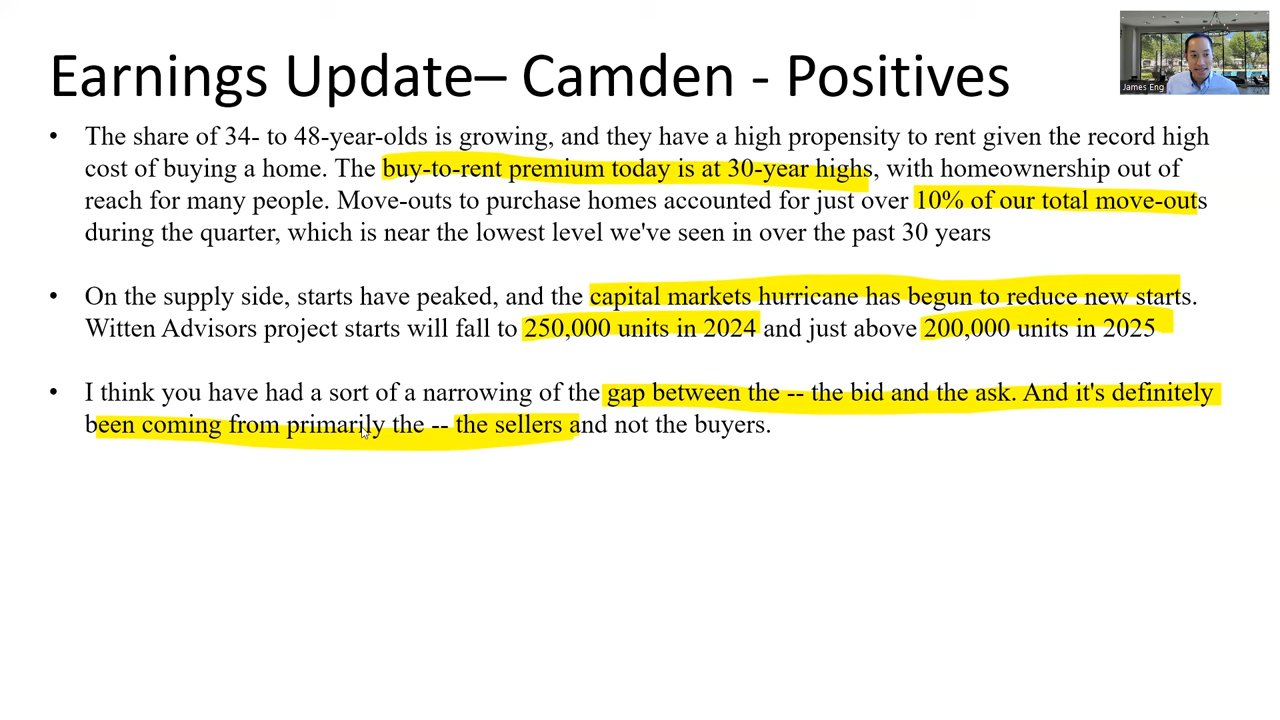 Earnings Update– Camden - Positives
James Eng
• The share of 34- to 48-year-olds is growing, and they have a high propensity to rent given the record high
cost of buying a home. The buy-to-rent premium today is at 30-year highs, with homeownership out of
reach for many people. Move-outs to purchase homes accounted for just over 10% of our total move-outs
during the quarter, which is near the lowest level we've seen in over the past 30 years
• On the supply side, starts have peaked, and the capital markets hurricane has begun to reduce new starts.
Witten Advisors project starts will fall to 250,000 units in 2024 and just above 200,000 units in 2025
• I think you have had a sort of a narrowing of the gap between the -- the bid and the ask. And it's definitely
been coming from primarily the -- the sellers and not the buyers.